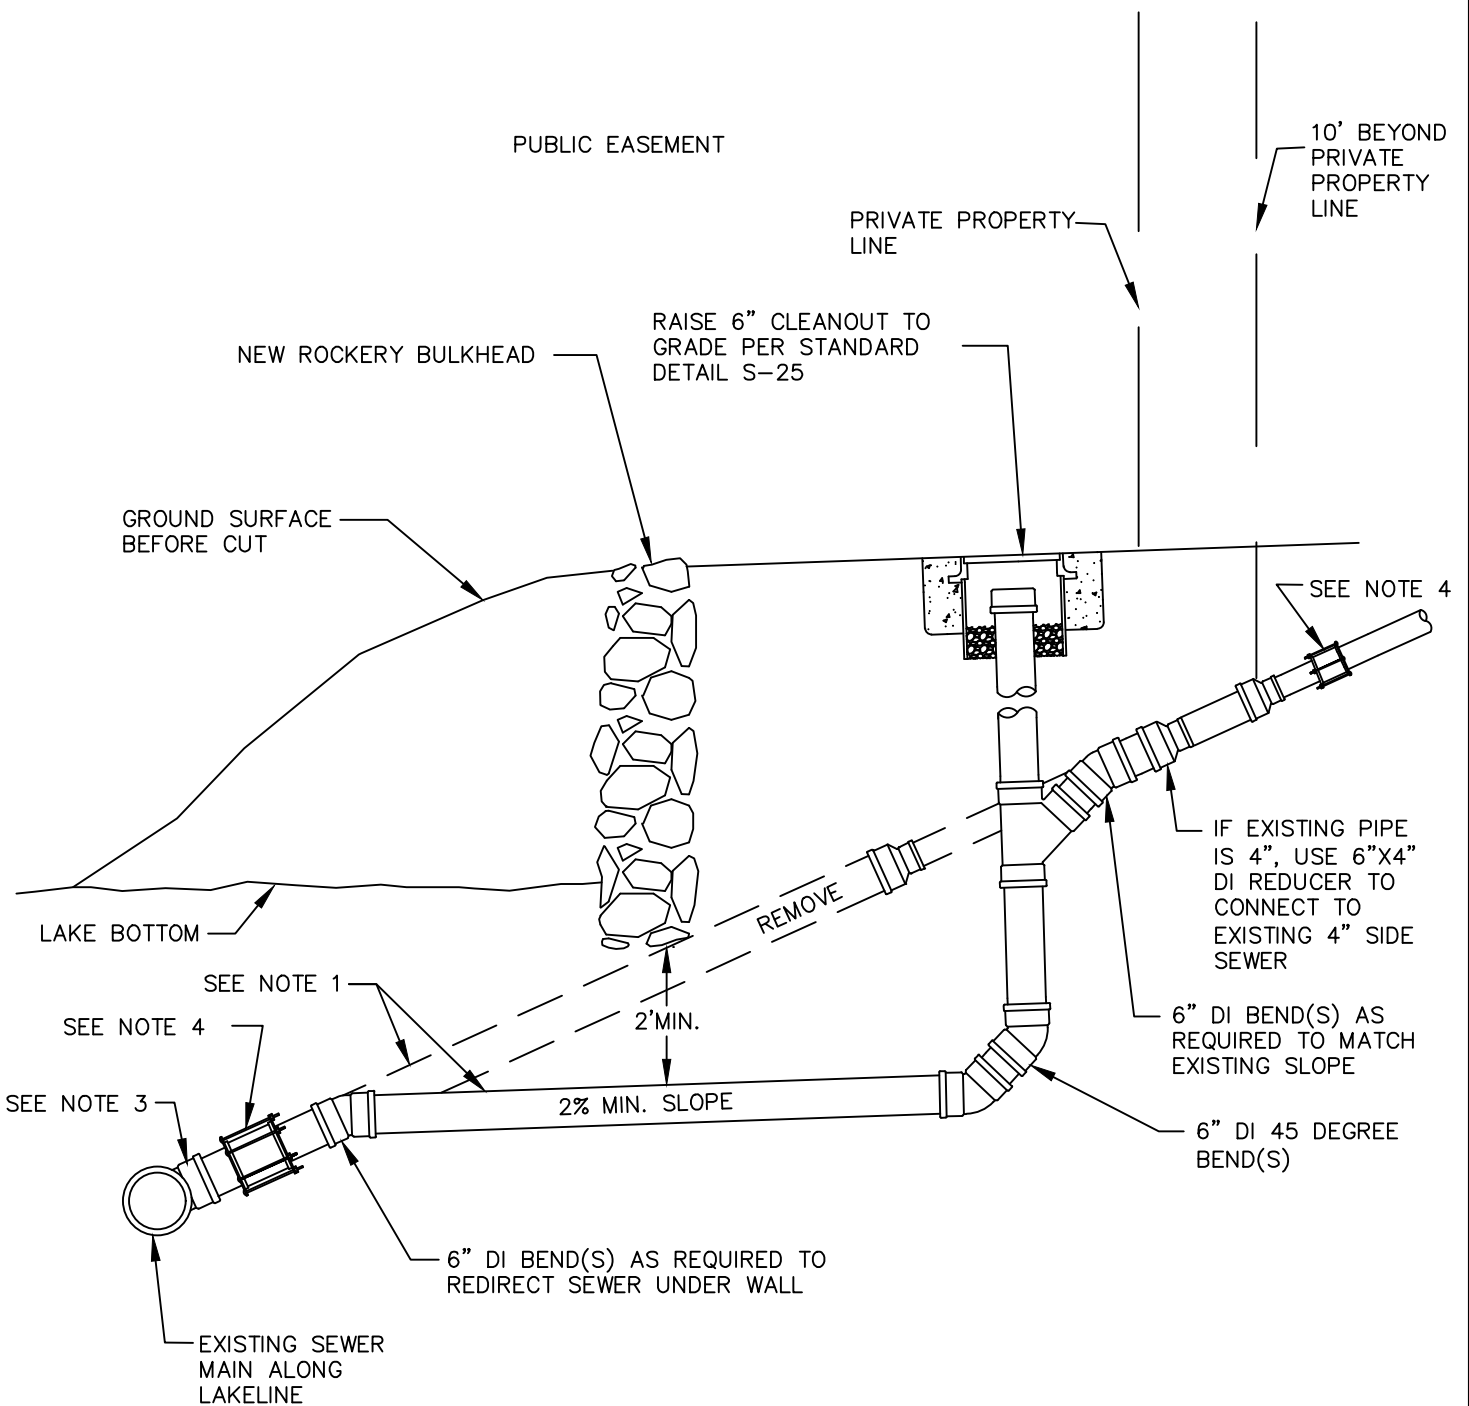 PUBLIC EASEMENT
10' BEYOND
PRIVATE
PROPERTY
LINE
PRIVATE PROPERTY
LINE
RAISE 6" CLEANOUT TO
GRADE PER STANDARD
DETAIL S-25
NEW ROCKERY BULKHEAD
GROUND SURFACE
BEFORE CUT
SEE NOTE 4
IF EXISTING PIPE
IS 4", USE 6"X4"
DI REDUCER TO
CONNECT TO
EXISTING 4" SIDE
SEWER
REMOVE
LAKE BOTTOM
SEE NOTE 1
SEE NOTE 4
2'MIN.
6" DI BEND(S) AS
REQUIRED TO MATCH
EXISTING SLOPE
SEE NOTE 3
2% MIN. SLOPE
6" DI 45 DEGREE
BEND(S)
6" DI BEND(S) AS REQUIRED TO
REDIRECT SEWER UNDER WALL
EXISTING SEWER
MAIN ALONG
LAKELINE